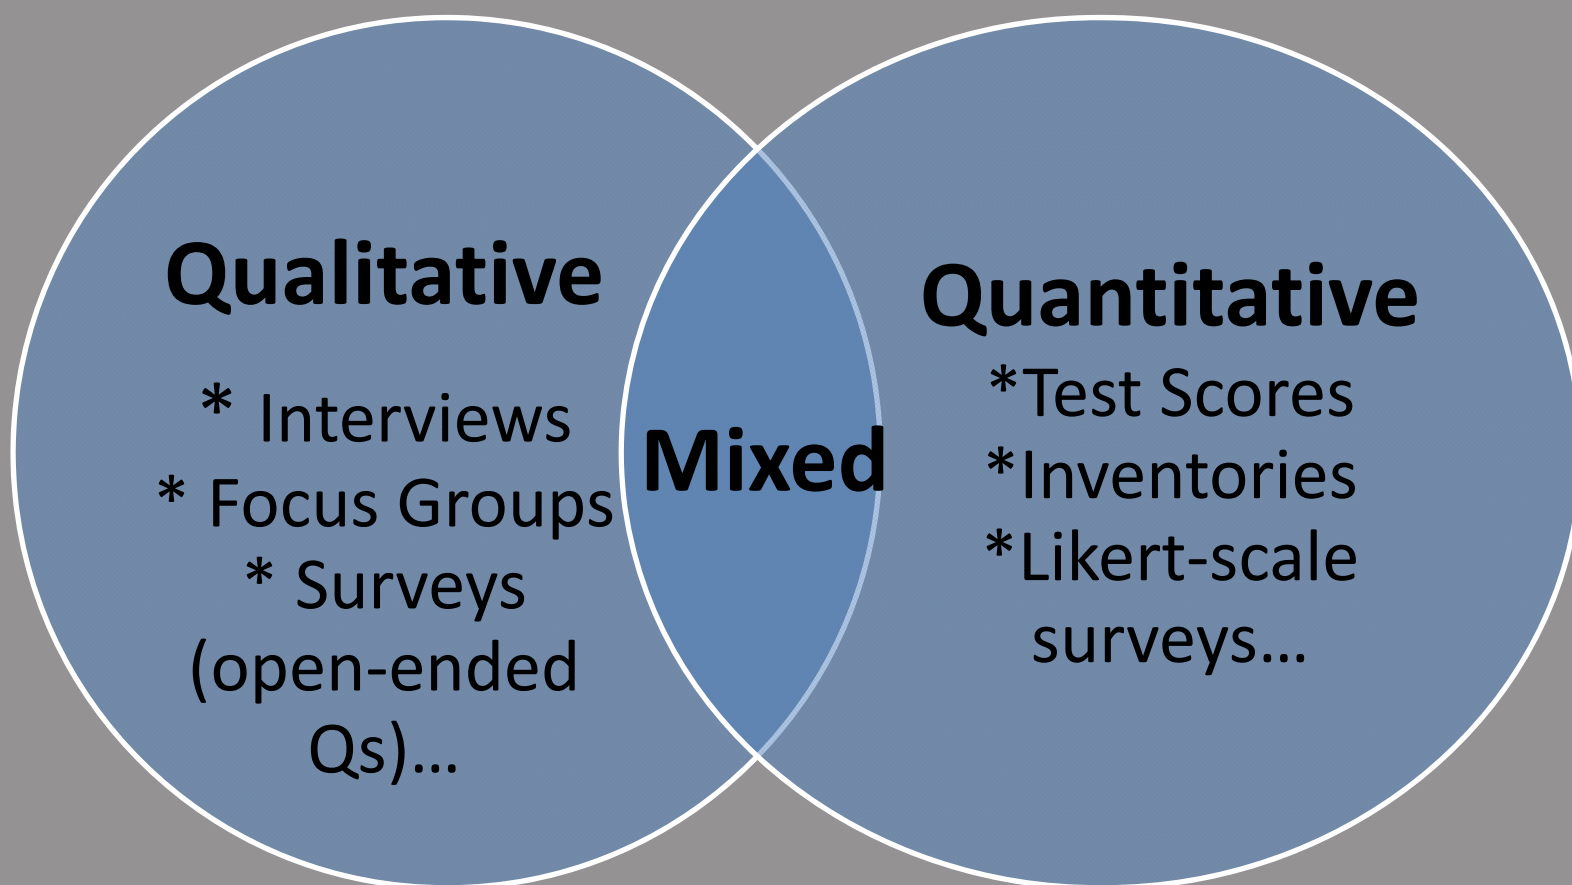 Qualitative
* Interviews
* Focus Groups
* Surveys
(open-ended
Qs)...
Mixed
Quantitative
*Test Scores
*Inventories
*Likert-scale
surveys...